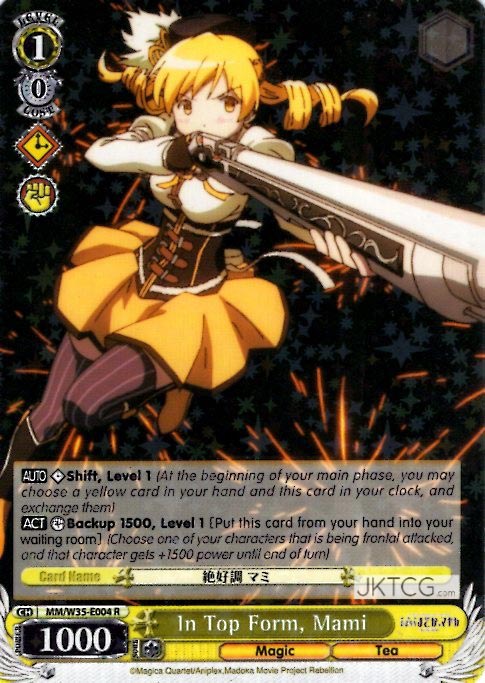 LEVEL
1
0
COST
AUTO Shift, Level 1 (At the beginning of your main phase, you may
choose a yellow card in your hand and this card in your clock, and
exchange them)
ACT Backup 1500, Level 1 [Put this card from your hand into your
waiting room] (Choose one of your characters that is being frontal attacked,
and that character gets +1500 power until end of turn)
Card Name 絶好調 マミ
JKTCG.com
CH MM/W35-E004 R
POWER 1000 SOUL In Top Form, Mami
Magic Tea
©Magica Quartet/Aniplex,Madoka Movie Project Rebellion